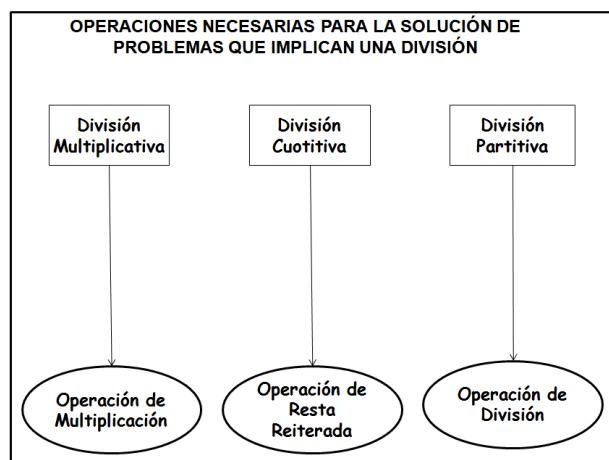 OPERACIONES NECESARIAS PARA LA SOLUCIÓN DE
PROBLEMAS QUE IMPLICAN UNA DIVISIÓN
División
Multiplicativa
División
Cuotitiva
División
Partitiva
Operación de
Multiplicación
Operación de
Resta
Reiterada
Operación de
División